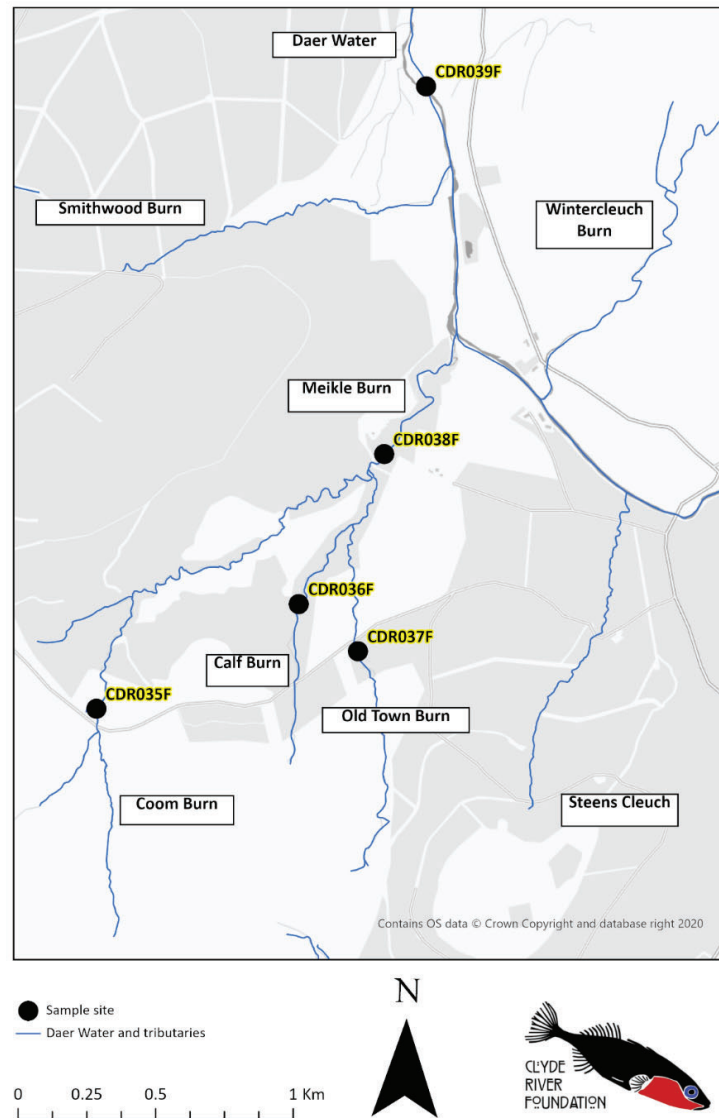 Daer Water
CDR039F
Smithwood Burn
Wintercleuch
Burn
Meikle Burn
CDR038F
CDR036F
Calf Burn
CDR037F
CDR035F
Old Town Burn
Coom Burn
Steens Cleuch
Contains OS data © Crown Copyright and database right 2020
Sample site
Daer Water and tributaries
N
0 0.25 0.5 1 Km
CLYDE
RIVER
FOUNDATION